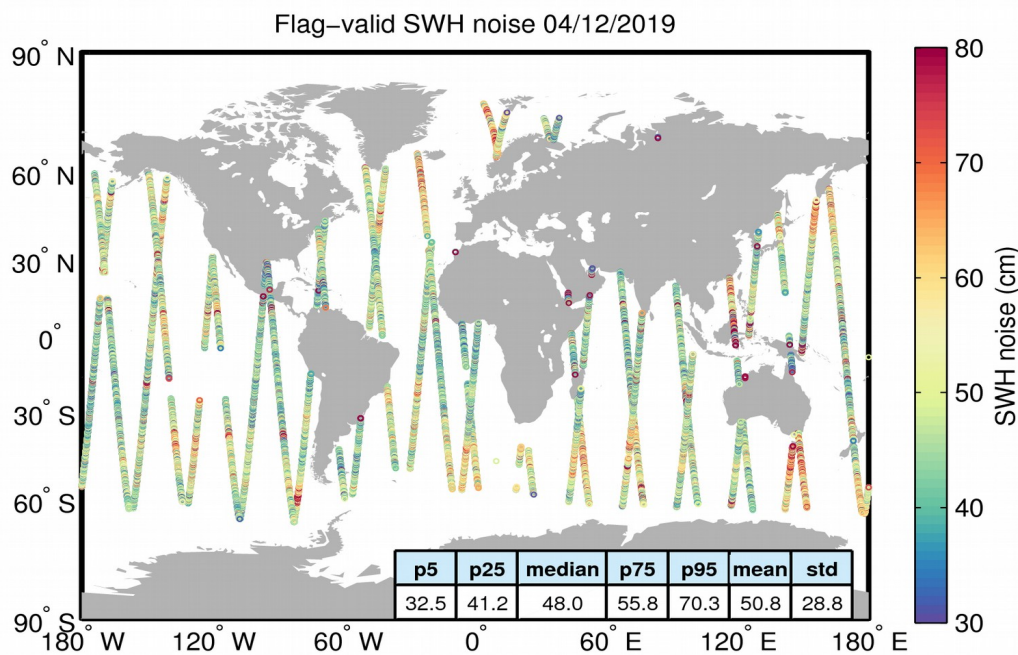 Flag−valid SWH noise 04/12/2019
90° N
60° N
30° N
0°
30° S
60° S
90° S
180° W
120° W
60° W
0°
60° E
120° E
180° E
80
70
60
50
40
30
SWH noise (cm)
p5 p25 median p75 p95 mean std
32.5 41.2 48.0 55.8 70.3 50.8 28.8